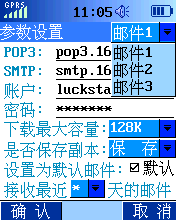 GPRS 11:05
参数设置 邮件1
POP3: pop3.16 邮件1
SMTP: smtp.16 邮件2
账户: lucksta 邮件3
密码: *******
下载最大容量: 128K
是否保存副本: 保 存
设置为默认邮件: 默认
接收最近 * 天的邮件
确 认 取 消